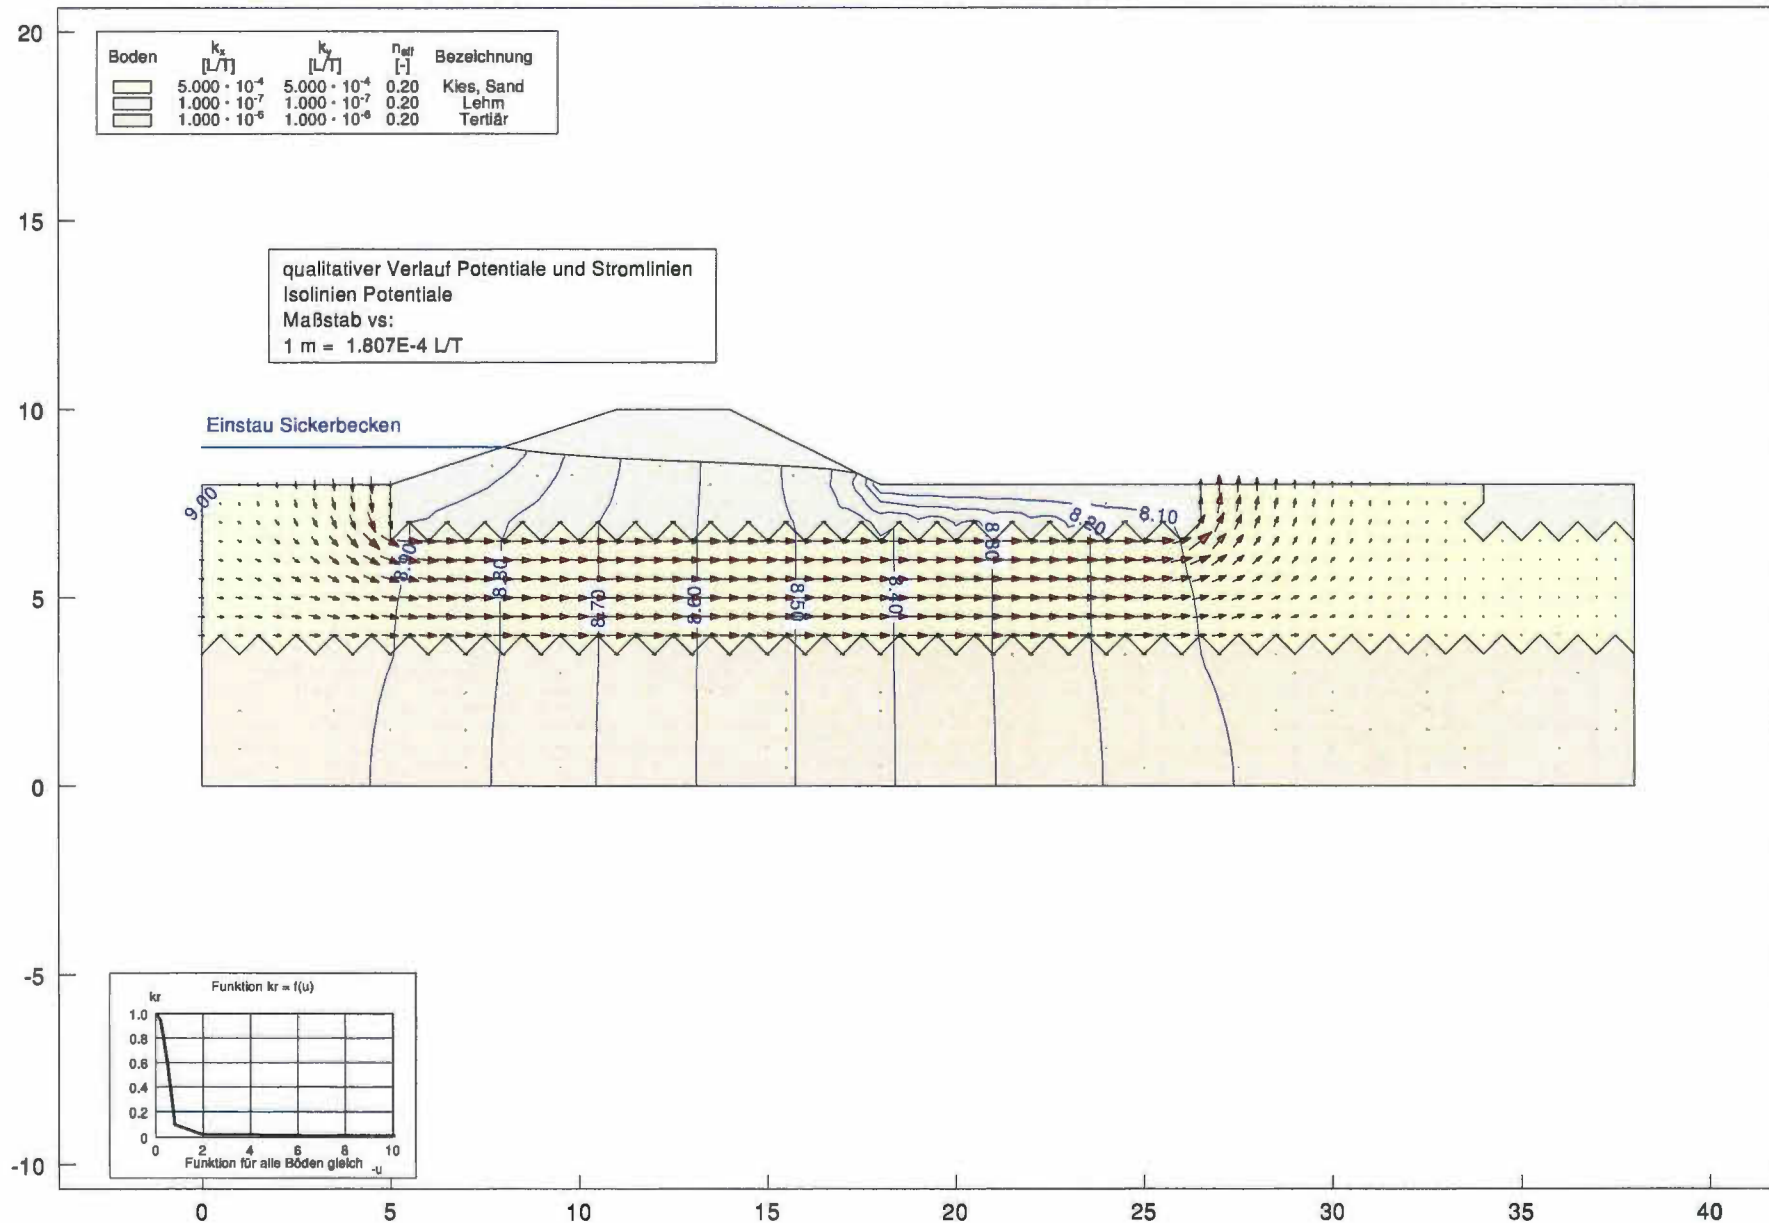 20
15
10
5
0
-5
-10
Boden kx [L/T] ky [L/T] neff [-] Bezeichnung
5.000 · 10-4 5.000 · 10-4 0.20 Kies, Sand
1.000 · 10-7 1.000 · 10-7 0.20 Lehm
1.000 · 10-6 1.000 · 10-6 0.20 Tertiär
qualitativer Verlauf Potentiale und Stromlinien
Isolinien Potentiale
Maßstab vs:
1 m = 1.807E-4 L/T
Einstau Sickerbecken
9.00
8.90
8.80
8.70
8.60
8.50
8.40
8.20
8.10
Funktion kr = f(u)
kr
1.0
0.8
0.6
0.4
0.2
0
0 2 4 6 8 10
Funktion für alle Böden gleich -u
0 5 10 15 20 25 30 35 40